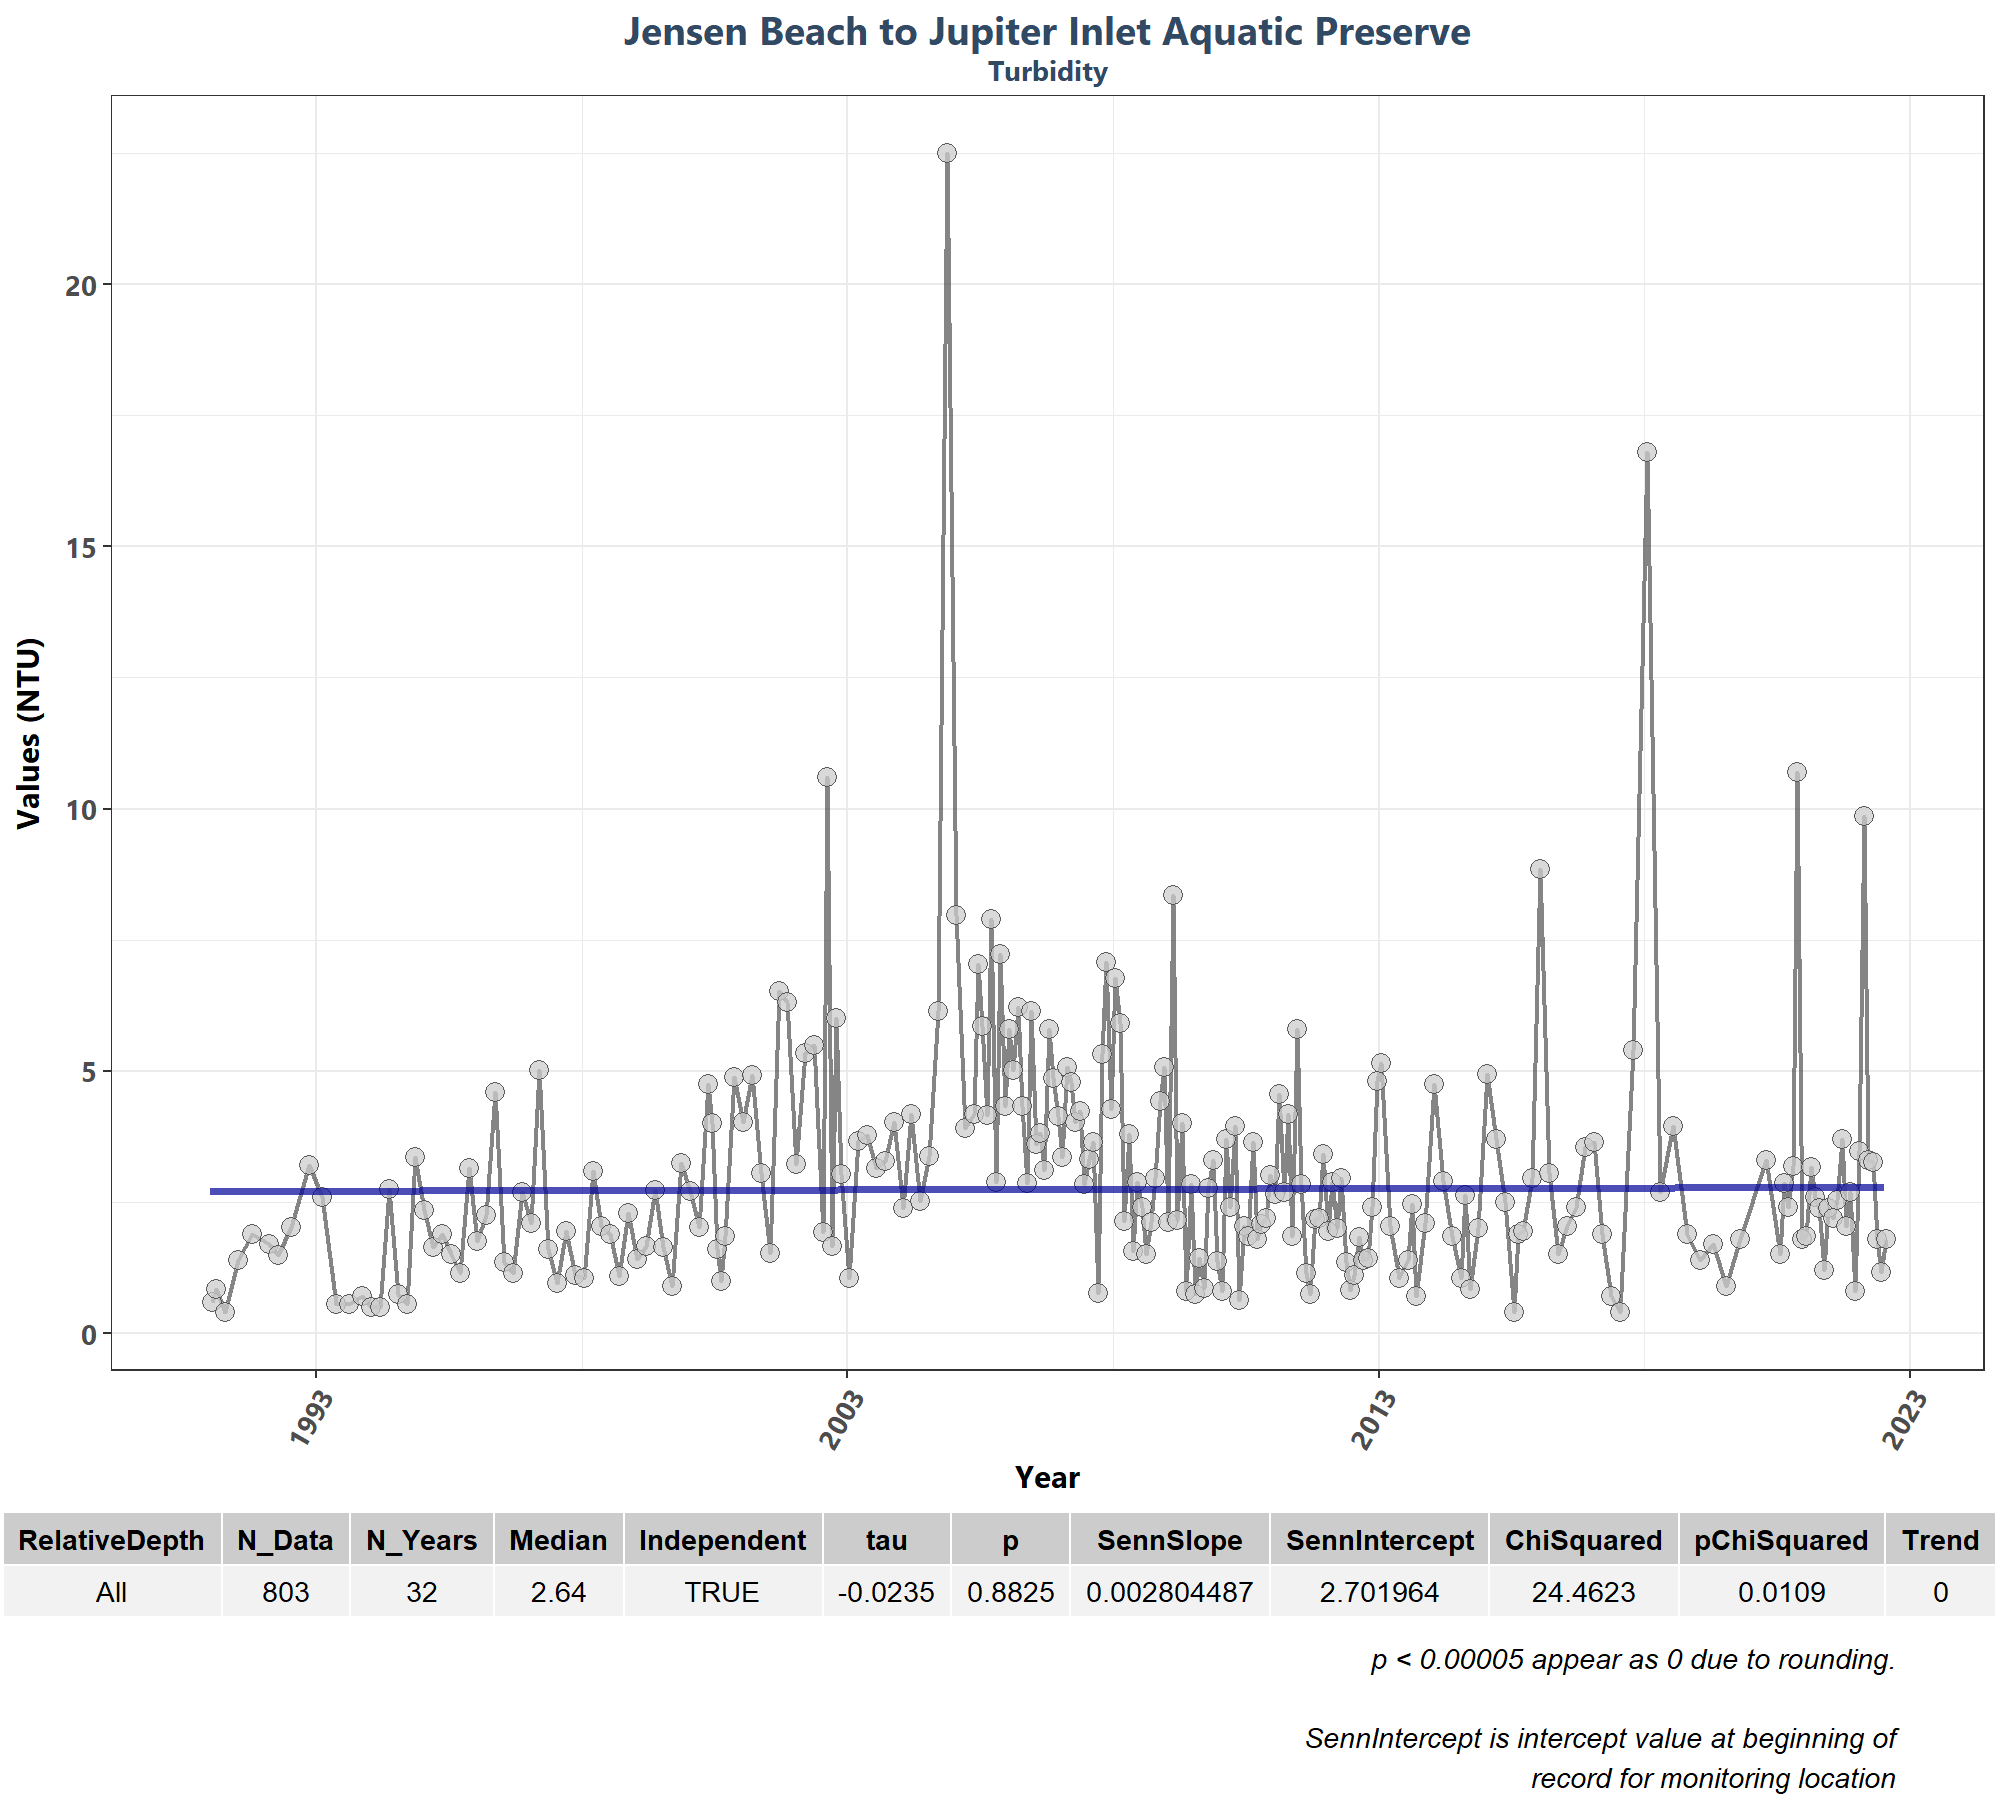 Jensen Beach to Jupiter Inlet Aquatic Preserve
Turbidity
Values (NTU)
20
15
10
5
0
1993 2003 2013 2023
Year
RelativeDepth N_Data N_Years Median Independent tau p SennSlope SennIntercept ChiSquared pChiSquared Trend
All 803 32 2.64 TRUE -0.0235 0.8825 0.002804487 2.701964 24.4623 0.0109 0
p < 0.00005 appear as 0 due to rounding.
SennIntercept is intercept value at beginning of
record for monitoring location